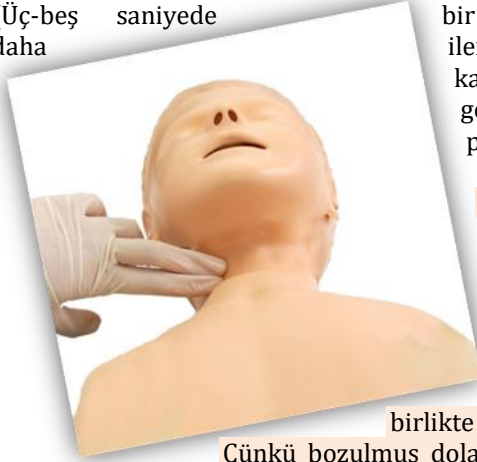 Üç-beş saniyede bir
daha ile
ka
ge
p
birlikte
Çünkü bozulmuş dola